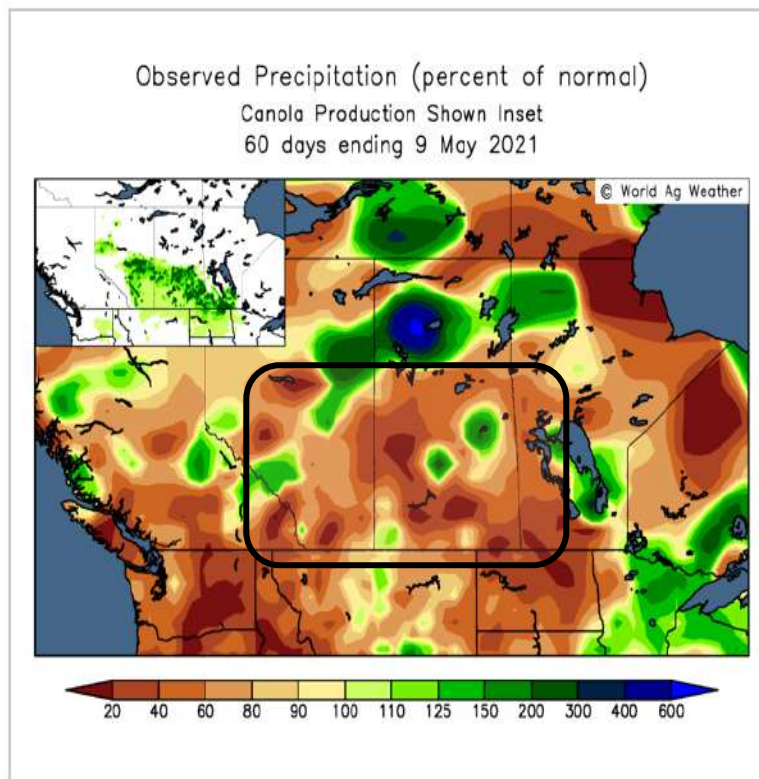 Observed Precipitation (percent of normal)
Canola Production Shown Inset
60 days ending 9 May 2021
© World Ag Weather
20 40 60 80 90 100 110 125 150 200 300 400 600